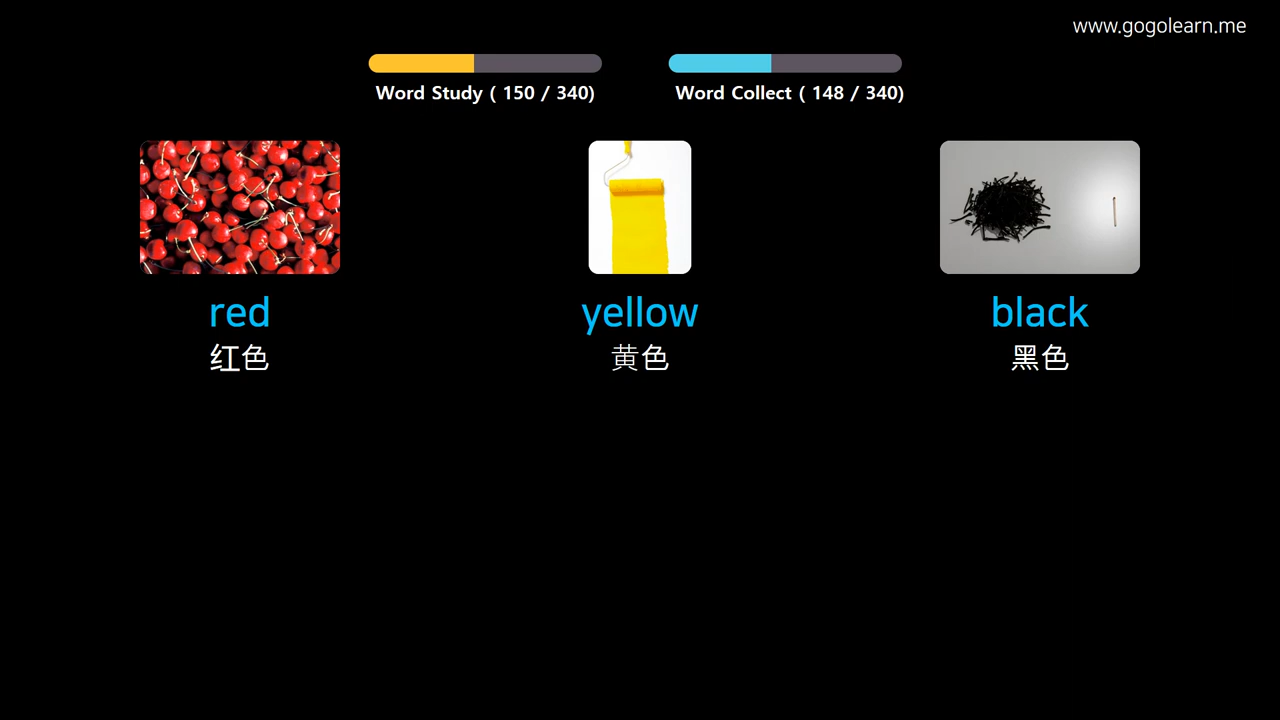 www.gogolearn.me
Word Study ( 150 / 340)
Word Collect ( 148 / 340)
red
yellow
black
红色
黄色
黑色